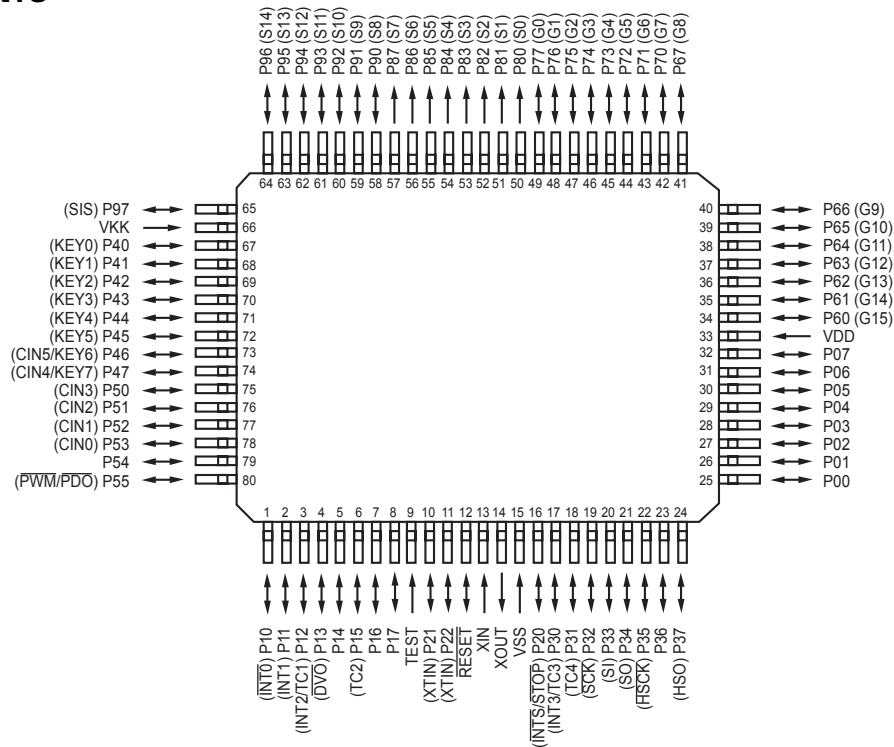 P96 (S14)
P95 (S13)
P94 (S12)
P93 (S11)
P92 (S10)
P91 (S9)
P90 (S8)
P87 (S7)
P86 (S6)
P85 (S5)
P84 (S4)
P83 (S3)
P82 (S2)
P81 (S1)
P80 (S0)
P77 (G0)
P76 (G1)
P75 (G2)
P74 (G3)
P73 (G4)
P72 (G5)
P71 (G6)
P70 (G7)
P67 (G8)
64 63 62 61 60 59 58 57 56 55 54 53 52 51 50 49 48 47 46 45 44 43 42 41
(SIS) P97 65
VKK 66
(KEY0) P40 67
(KEY1) P41 68
(KEY2) P42 69
(KEY3) P43 70
(KEY4) P44 71
(KEY5) P45 72
(CIN5/KEY6) P46 73
(CIN4/KEY7) P47 74
(CIN3) P50 75
(CIN2) P51 76
(CIN1) P52 77
(CIN0) P53 78
P54 79
(PWM/PDO) P55 80
40 P66 (G9)
39 P65 (G10)
38 P64 (G11)
37 P63 (G12)
36 P62 (G13)
35 P61 (G14)
34 P60 (G15)
33 VDD
32 P07
31 P06
30 P05
29 P04
28 P03
27 P02
26 P01
25 P00
1 2 3 4 5 6 7 8 9 10 11 12 13 14 15 16 17 18 19 20 21 22 23 24
(INT0) P10
(INT1) P11
(INT2/TC1) P12
(DVO) P13
P14
(TC2) P15
P16
P17
TEST
(XTIN) P21
(XTIN) P22
RESET
XIN
XOUT
VSS
(INT5/STOP) P20
(INT3/TC3) P30
(TC4) P31
(SCK) P32
(SI) P33
(SO) P34
(HSCK) P35
P36
(HSO) P37